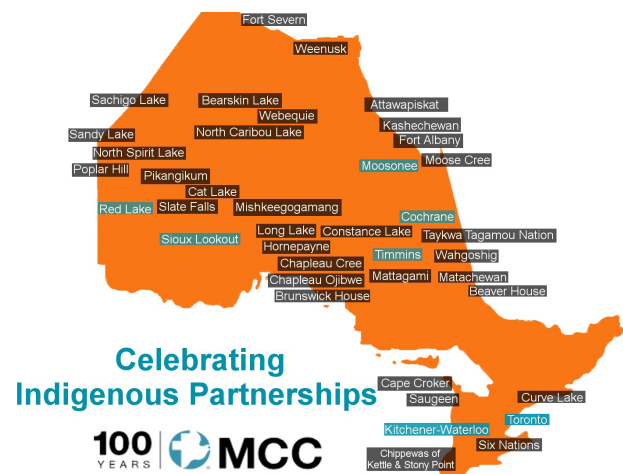 Fort Severn
Weenusk
Sachigo Lake
Bearskin Lake
Attawapiskat
Webequie
Kashechewan
Sandy Lake
North Caribou Lake
Fort Albany
North Spirit Lake
Moosonee
Moose Cree
Poplar Hill
Pikangikum
Cat Lake
Red Lake
Slate Falls
Mishkeegogamang
Cochrane
Sioux Lookout
Long Lake
Constance Lake
Taykwa Tagamou Nation
Hornepayne
Timmins
Wahgoshig
Chapleau Cree
Chapleau Ojibwe
Mattagami
Matachewan
Brunswick House
Beaver House
Celebrating
Indigenous Partnerships
Cape Croker
Saugeen
Curve Lake
Toronto
Kitchener-Waterloo
Six Nations
Chippewas of
Kettle & Stony Point
100
YEARS
MCC